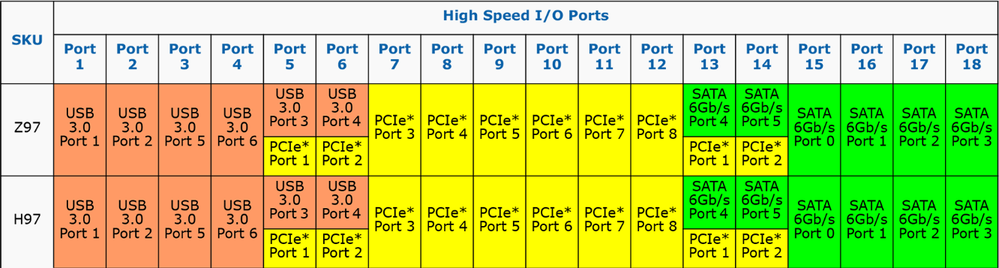 SKU
High Speed I/O Ports
Port 1 Port 2 Port 3 Port 4 Port 5 Port 6 Port 7 Port 8 Port 9 Port 10 Port 11 Port 12 Port 13 Port 14 Port 15 Port 16 Port 17 Port 18
Z97
USB 3.0 Port 1
USB 3.0 Port 2
USB 3.0 Port 5
USB 3.0 Port 6
USB 3.0 Port 3
PCIe* Port 1
USB 3.0 Port 4
PCIe* Port 2
PCIe* Port 3
PCIe* Port 4
PCIe* Port 5
PCIe* Port 6
PCIe* Port 7
PCIe* Port 8
SATA 6Gb/s Port 4
PCIe* Port 1
SATA 6Gb/s Port 5
PCIe* Port 2
SATA 6Gb/s Port 0
SATA 6Gb/s Port 1
SATA 6Gb/s Port 2
SATA 6Gb/s Port 3
H97
USB 3.0 Port 1
USB 3.0 Port 2
USB 3.0 Port 5
USB 3.0 Port 6
USB 3.0 Port 3
PCIe* Port 1
USB 3.0 Port 4
PCIe* Port 2
PCIe* Port 3
PCIe* Port 4
PCIe* Port 5
PCIe* Port 6
PCIe* Port 7
PCIe* Port 8
SATA 6Gb/s Port 4
PCIe* Port 1
SATA 6Gb/s Port 5
PCIe* Port 2
SATA 6Gb/s Port 0
SATA 6Gb/s Port 1
SATA 6Gb/s Port 2
SATA 6Gb/s Port 3